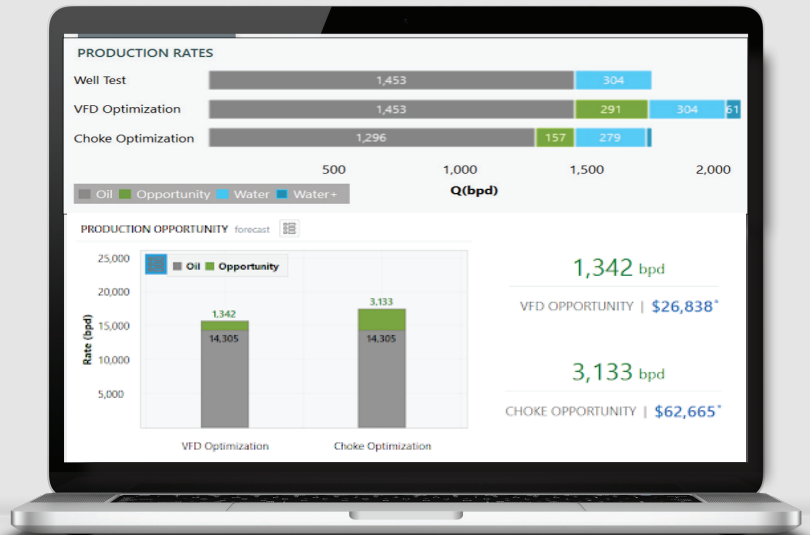 PRODUCTION RATES
Well Test 1,453 304
VFD Optimization 1,453 291 304 61
Choke Optimization 1,296 157 279
500 1,000 1,500 2,000
Oil Opportunity Water Water+
Q(bpd)
PRODUCTION OPPORTUNITY forecast
Oil Opportunity
25,000
20,000
15,000
10,000
5,000
Rate (bpd)
1,342
14,305
3,133
14,305
VFD Optimization Choke Optimization
1,342 bpd
VFD OPPORTUNITY | $26,838*
3,133 bpd
CHOKE OPPORTUNITY | $62,665*